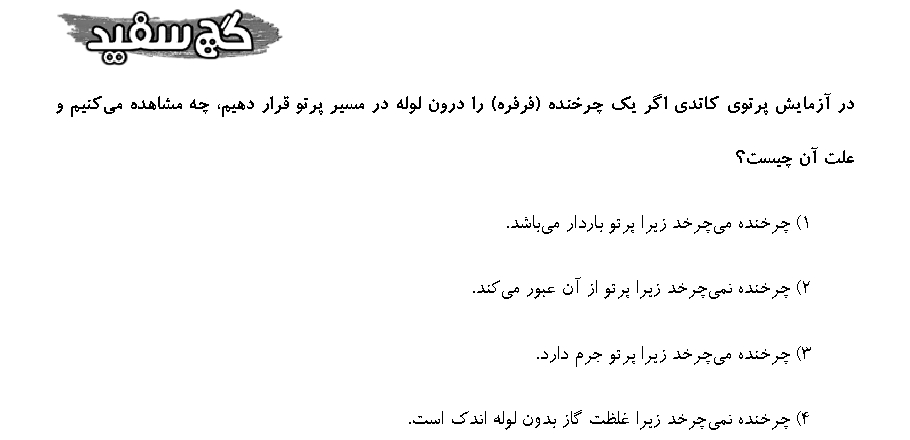 گچ سفید
در آزمایش پرتوی کاتدی اگر یک چرخنده (فرفره) را درون لوله در مسیر پرتو قرار دهیم، چه مشاهده می‌کنیم و
علت آن چیست؟
۱) چرخنده می‌چرخد زیرا پرتو باردار می‌باشد.
۲) چرخنده نمی‌چرخد زیرا پرتو از آن عبور می‌کند.
۳) چرخنده می‌چرخد زیرا پرتو جرم دارد.
۴) چرخنده نمی‌چرخد زیرا غلظت گاز بدون لوله اندک است.